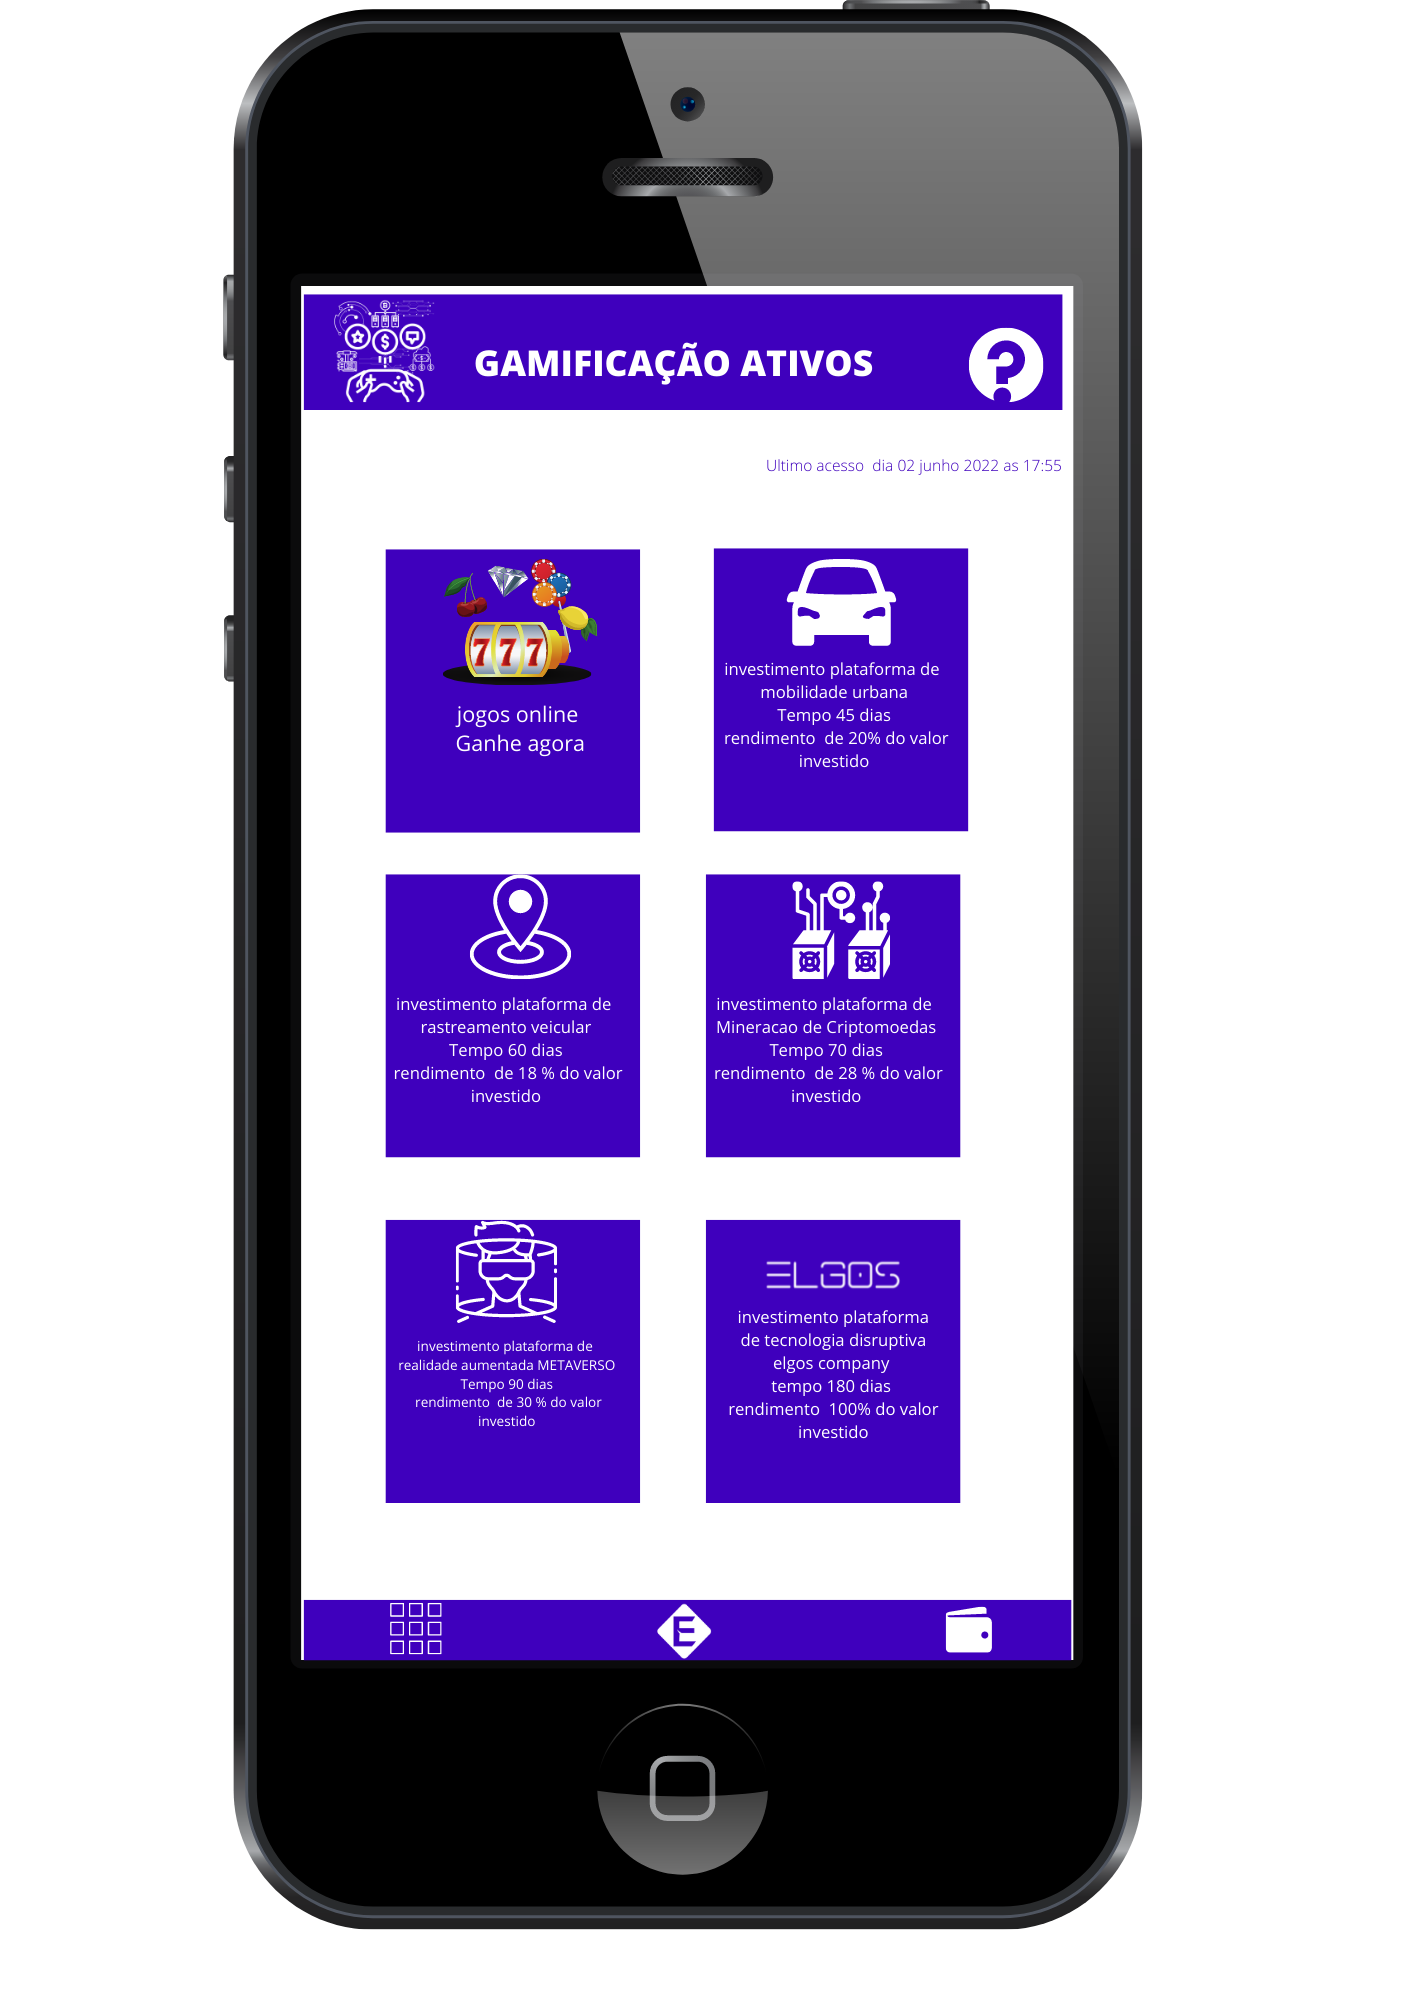 GAMIFICAÇÃO ATIVOS
Ultimo acesso dia 02 junho 2022 as 17:55
777
jogos online
Ganhe agora
investimento plataforma de
mobilidade urbana
Tempo 45 dias
rendimento de 20% do valor
investido
investimento plataforma de
rastreamento veicular
Tempo 60 dias
rendimento de 18 % do valor
investido
investimento plataforma de
Mineracao de Criptomoedas
Tempo 70 dias
rendimento de 28 % do valor
investido
investimento plataforma de
realidade aumentada METAVERSO
Tempo 90 dias
rendimento de 30 % do valor
investido
ELGOS
investimento plataforma
de tecnologia disruptiva
elgos company
tempo 180 dias
rendimento 100% do valor
investido
E